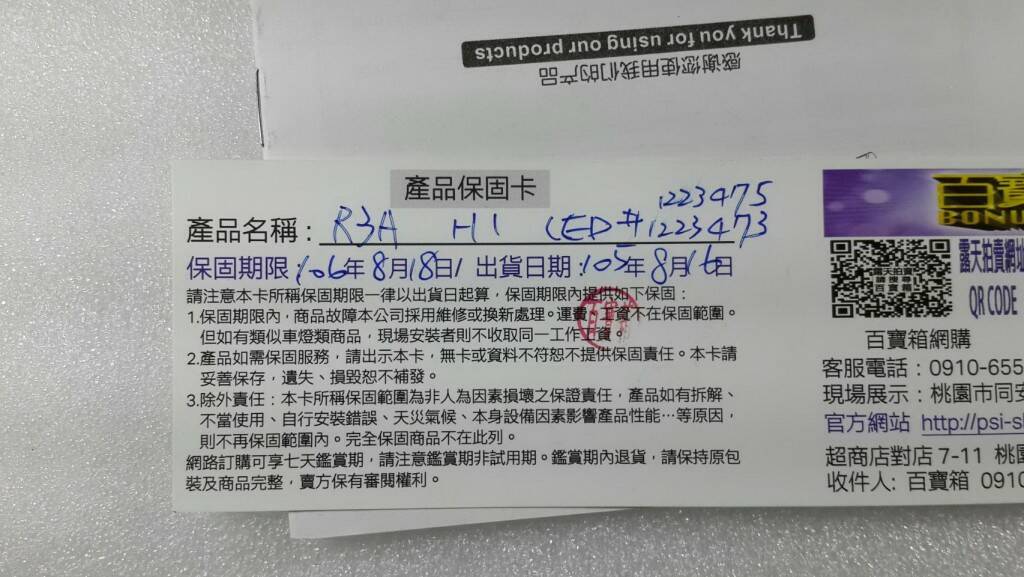 Thank you for using our products
感谢您使用我们的产品
產品保固卡
1223475
產品名稱：R3A H1 LED# 1223473
保固期限:106年8月18日/ 出貨日期:105年8月16日
請注意本卡所稱保固期限一律以出貨日起算，保固期限內提供如下保固：
1.保固期限內，商品故障本公司採用維修或換新處理。運費、工資不在保固範圍。
但如有類似車燈類商品，現場安裝者則不收取同一工作工資。
2.產品如需保固服務，請出示本卡，無卡或資料不符恕不提供保固責任。本卡請
妥善保存，遺失、損毀恕不補發。
3.除外責任：本卡所稱保固範圍為非人為因素損壞之保證責任，產品如有拆解、
不當使用、自行安裝錯誤、天災氣候、本身設備因素影響產品性能…等原因，
則不再保固範圍內。完全保固商品不在此列。
網路訂購可享七天鑑賞期，請注意鑑賞期非試用期。鑑賞期內退貨，請保持原包
裝及商品完整，賣方保有審閱權利。
百寶
BONU
露天拍賣網址
QR CODE
百寶箱網購
客服電話：0910-655
現場展示：桃園市同安
官方網站 http://psi-s
超商店對店 7-11 桃園
收件人: 百寶箱 0910